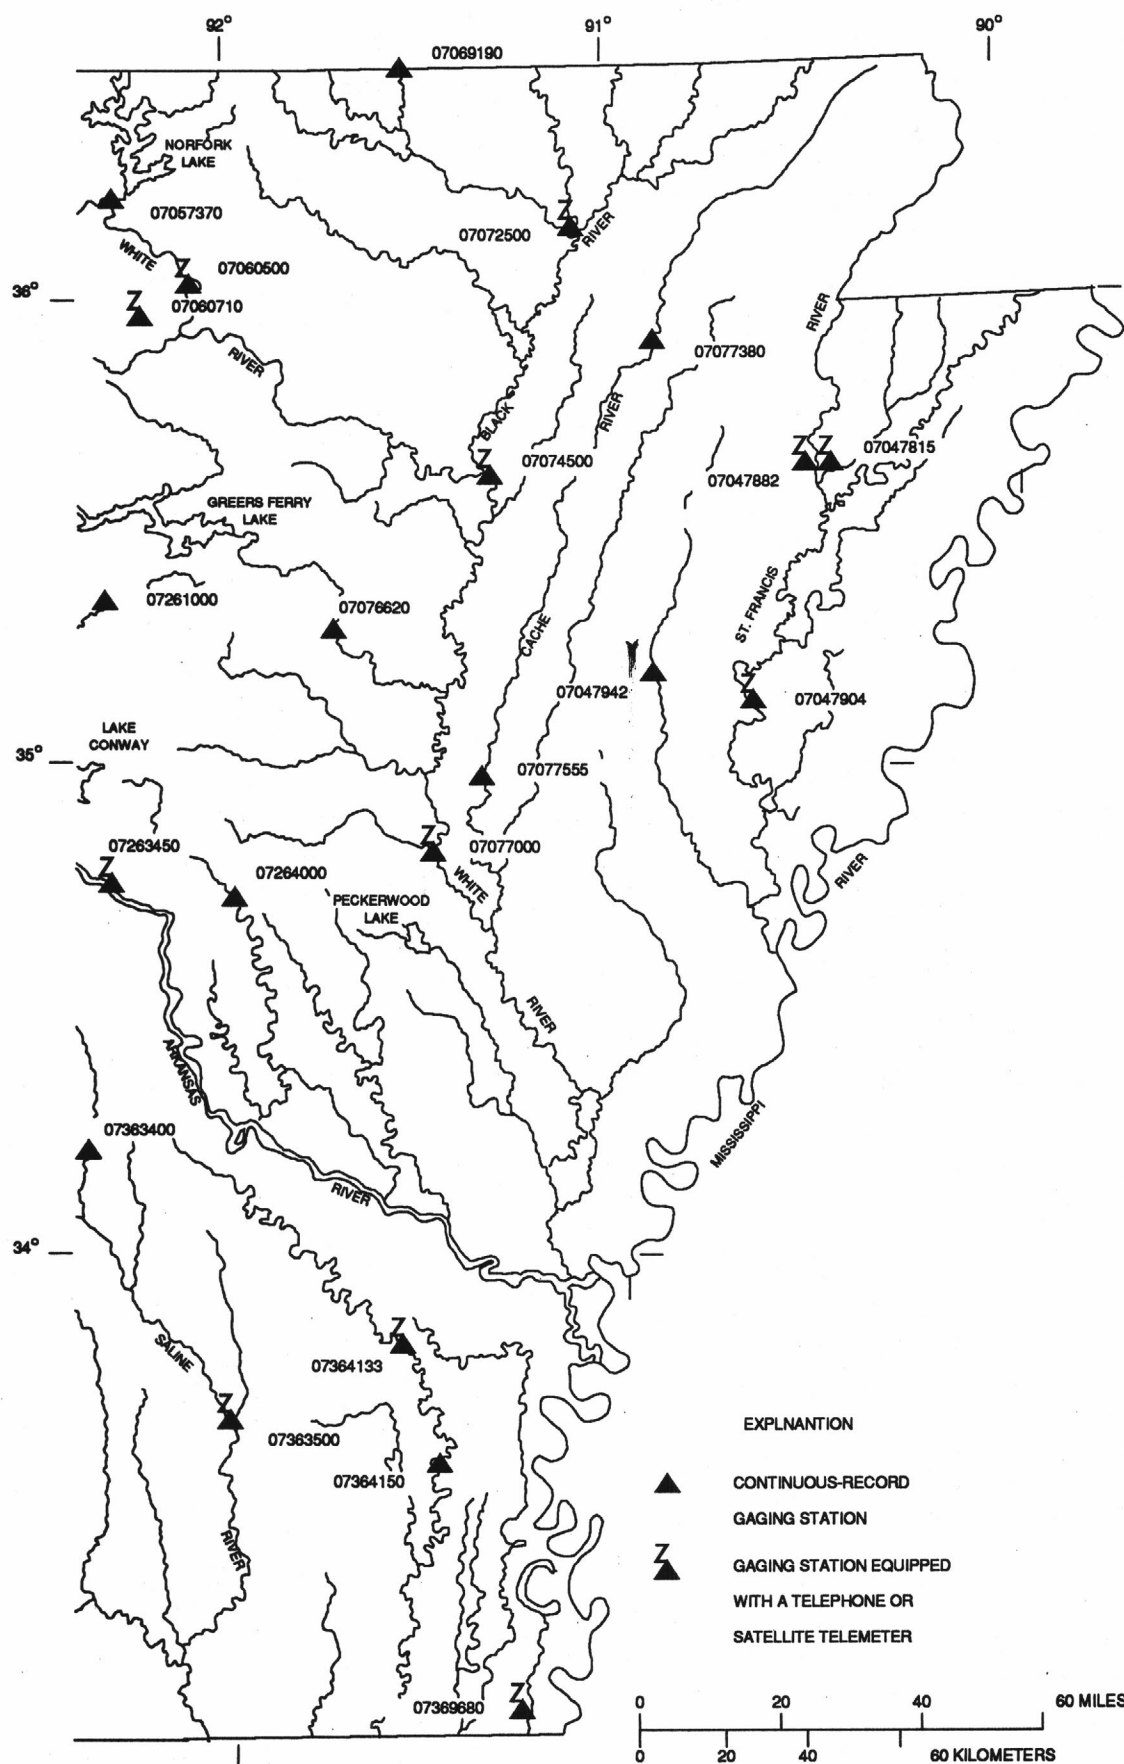 92°
91°
90°
07069190
NORFORK
LAKE
07057370
07072500
RIVER
WHITE
07060500
36°
07060710
RIVER
RIVER
07077380
RIVER
BLACK
07074500
07047815
07047882
GREERS FERRY
LAKE
07261000
07076620
ST. FRANCIS
CACHE
07047942
07047904
LAKE
CONWAY
35°
07077555
07263450
07077000
07264000
WHITE
RIVER
PECKERWOOD
LAKE
RIVER
ARKANSAS
07363400
MISSISSIPPI
RIVER
34°
SALINE
07364133
07363500
07364150
RIVER
EXPLNANTION
CONTINUOUS-RECORD
GAGING STATION
Z
GAGING STATION EQUIPPED
WITH A TELEPHONE OR
SATELLITE TELEMETER
07369680
0 20 40 60 MILES
0 20 40 60 KILOMETERS